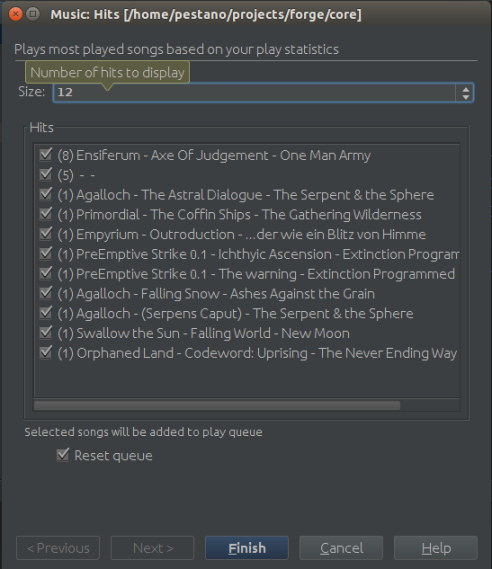 Music: Hits [/home/pestano/projects/forge/core]
Plays most played songs based on your play statistics
Number of hits to display
Size: 12
Hits
(8) Ensiferum - Axe Of Judgement - One Man Army
(5) - -
(1) Agalloch - The Astral Dialogue - The Serpent & the Sphere
(1) Primordial - The Coffin Ships - The Gathering Wilderness
(1) Empyrium - Outroduction - ...der wie ein Blitz von Himme
(1) PreEmptive Strike 0.1 - Ichthyic Ascension - Extinction Program
(1) PreEmptive Strike 0.1 - The warning - Extinction Programmed
(1) Agalloch - Falling Snow - Ashes Against the Grain
(1) Agalloch - (Serpens Caput) - The Serpent & the Sphere
(1) Swallow the Sun - Falling World - New Moon
(1) Orphaned Land - Codeword: Uprising - The Never Ending Way
Selected songs will be added to play queue
Reset queue
< Previous Next > Finish Cancel Help